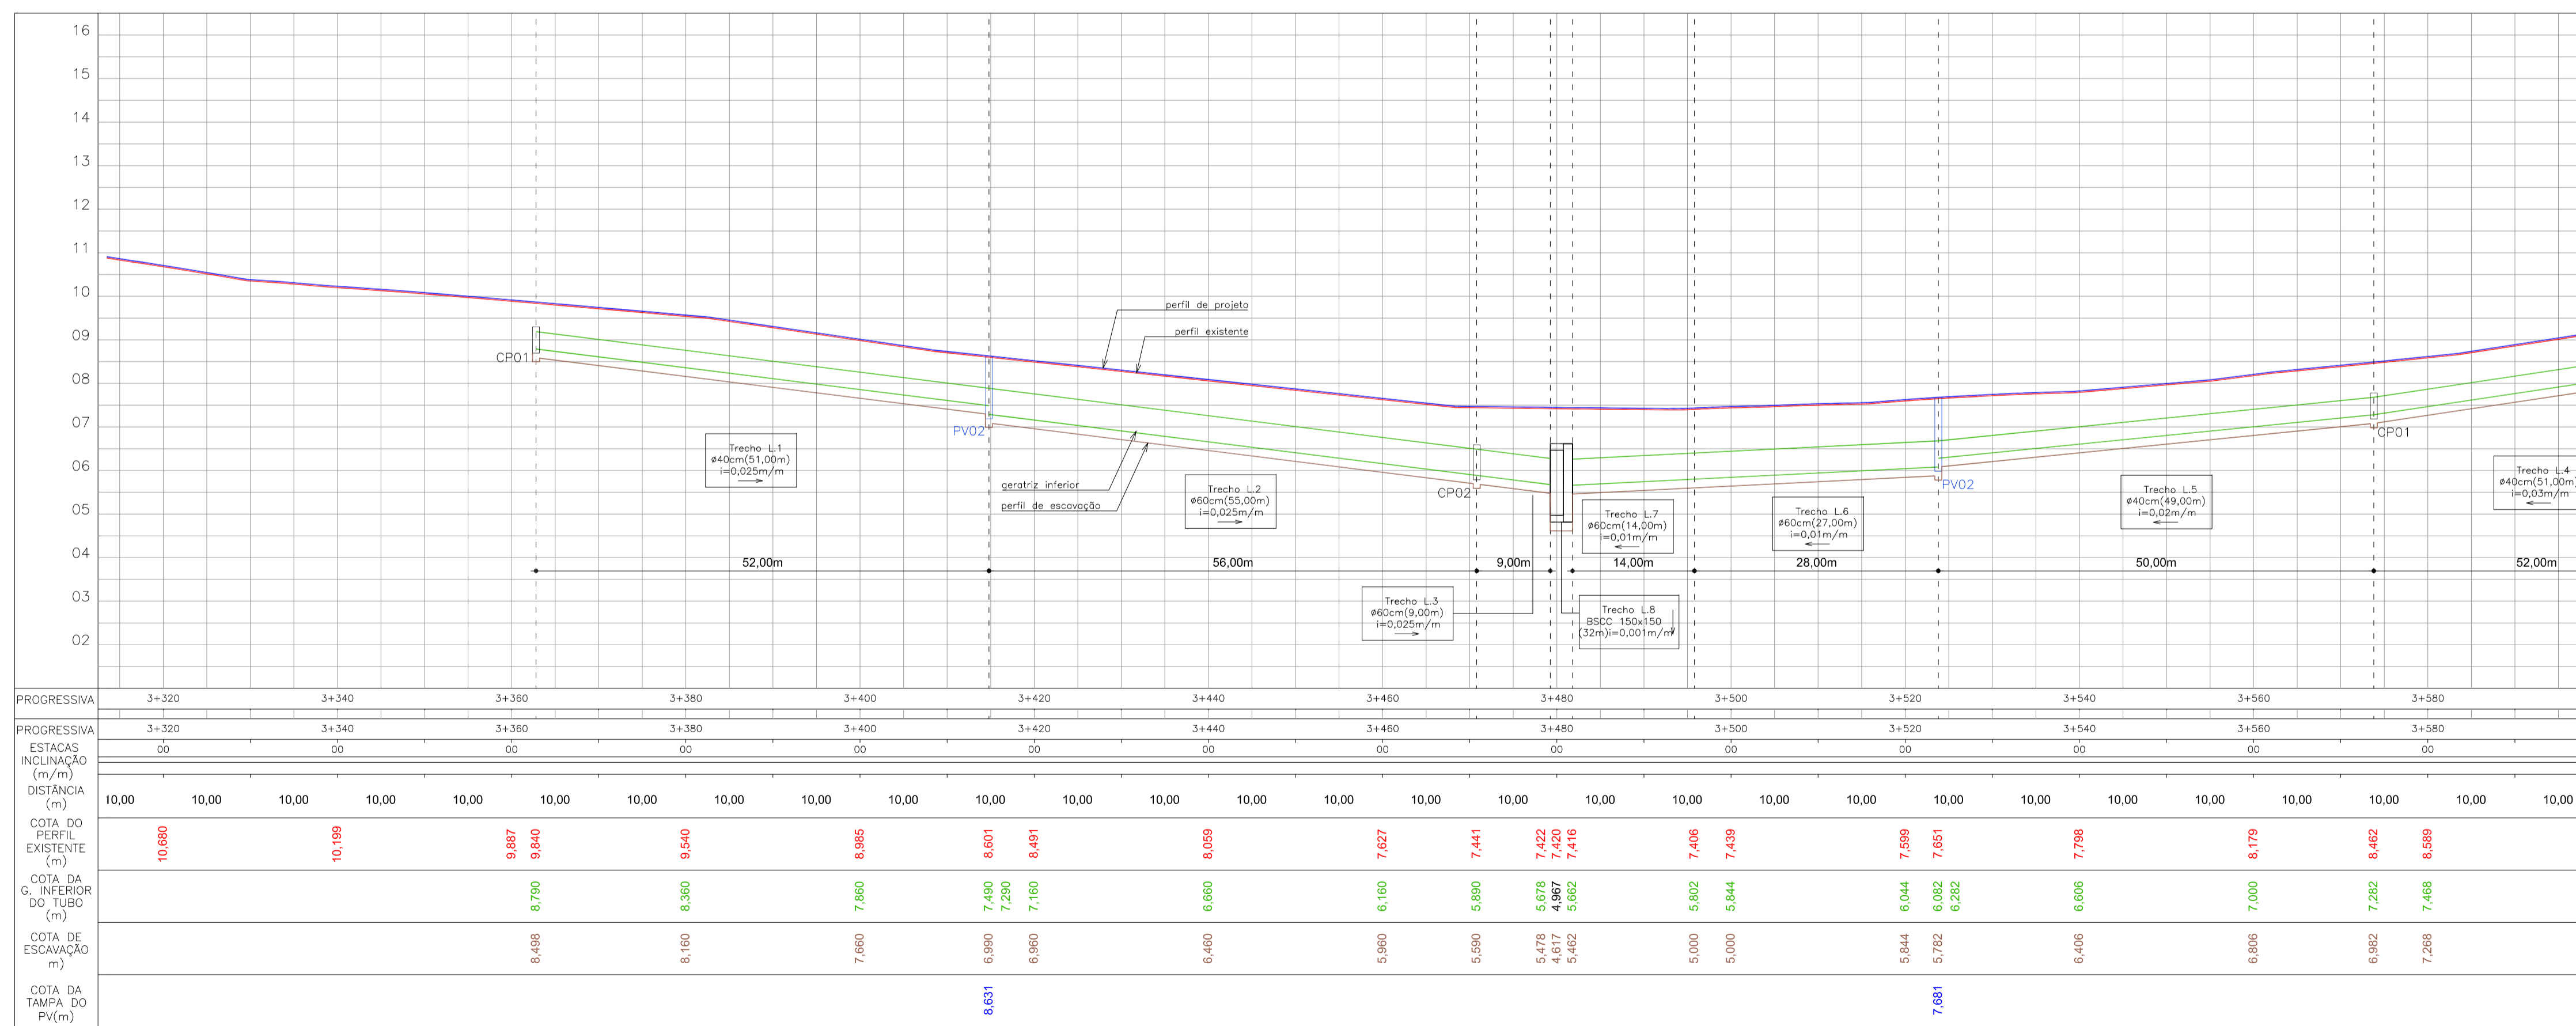 16
15
14
13
12
11
10
09
08
07
06
05
04
03
02
perfil de projeto
perfil existente
CP01
PV02
geratriz inferior
perfil de escavação
CP02
PV02
CP01
Trecho L.1
ø40cm(51,00m)
i=0,025m/m
Trecho L.2
ø60cm(55,00m)
i=0,025m/m
Trecho L.7
ø60cm(14,00m)
i=0,01m/m
Trecho L.6
ø60cm(27,00m)
i=0,01m/m
Trecho L.5
ø40cm(49,00m)
i=0,02m/m
Trecho L.4
ø40cm(51,00m)
i=0,03m/m
52,00m 56,00m 9,00m 14,00m 28,00m 50,00m 52,00m
Trecho L.3
ø60cm(9,00m)
i=0,025m/m
Trecho L.8
BSCC 150x150
(32m)i=0,001m/m
PROGRESSIVA 3+320 3+340 3+360 3+380 3+400 3+420 3+440 3+460 3+480 3+500 3+520 3+540 3+560 3+580
PROGRESSIVA 3+320 3+340 3+360 3+380 3+400 3+420 3+440 3+460 3+480 3+500 3+520 3+540 3+560 3+580
ESTACAS 00 00 00 00 00 00 00 00 00 00 00 00 00 00
INCLINAÇÃO
(m/m)
DISTÂNCIA
(m)
10,00 10,00 10,00 10,00 10,00 10,00 10,00 10,00 10,00 10,00 10,00 10,00 10,00 10,00 10,00 10,00 10,00 10,00 10,00 10,00 10,00 10,00 10,00 10,00 10,00 10,00 10,00 10,00 10,00
COTA DO
PERFIL
EXISTENTE
(m)
10,680 10,199 9,887 9,840 9,540 8,985 8,601 8,491 8,059 7,627 7,441 7,422 7,420 7,416 7,406 7,439 7,599 7,651 7,798 8,179 8,462 8,589
COTA DA
G. INFERIOR
DO TUBO
(m)
8,790 8,360 7,860 7,490 7,290 7,160 6,660 6,160 5,890 5,678 4,967 5,662 5,802 5,844 6,044 6,082 6,282 6,606 7,000 7,282 7,468
COTA DE
ESCAVAÇÃO
m)
8,498 8,160 7,660 6,990 6,960 6,460 5,960 5,590 5,478 4,617 5,462 5,000 5,000 5,844 5,782 6,406 6,806 6,982 7,268
COTA DA
TAMPA DO
PV(m)
8,631 7,681